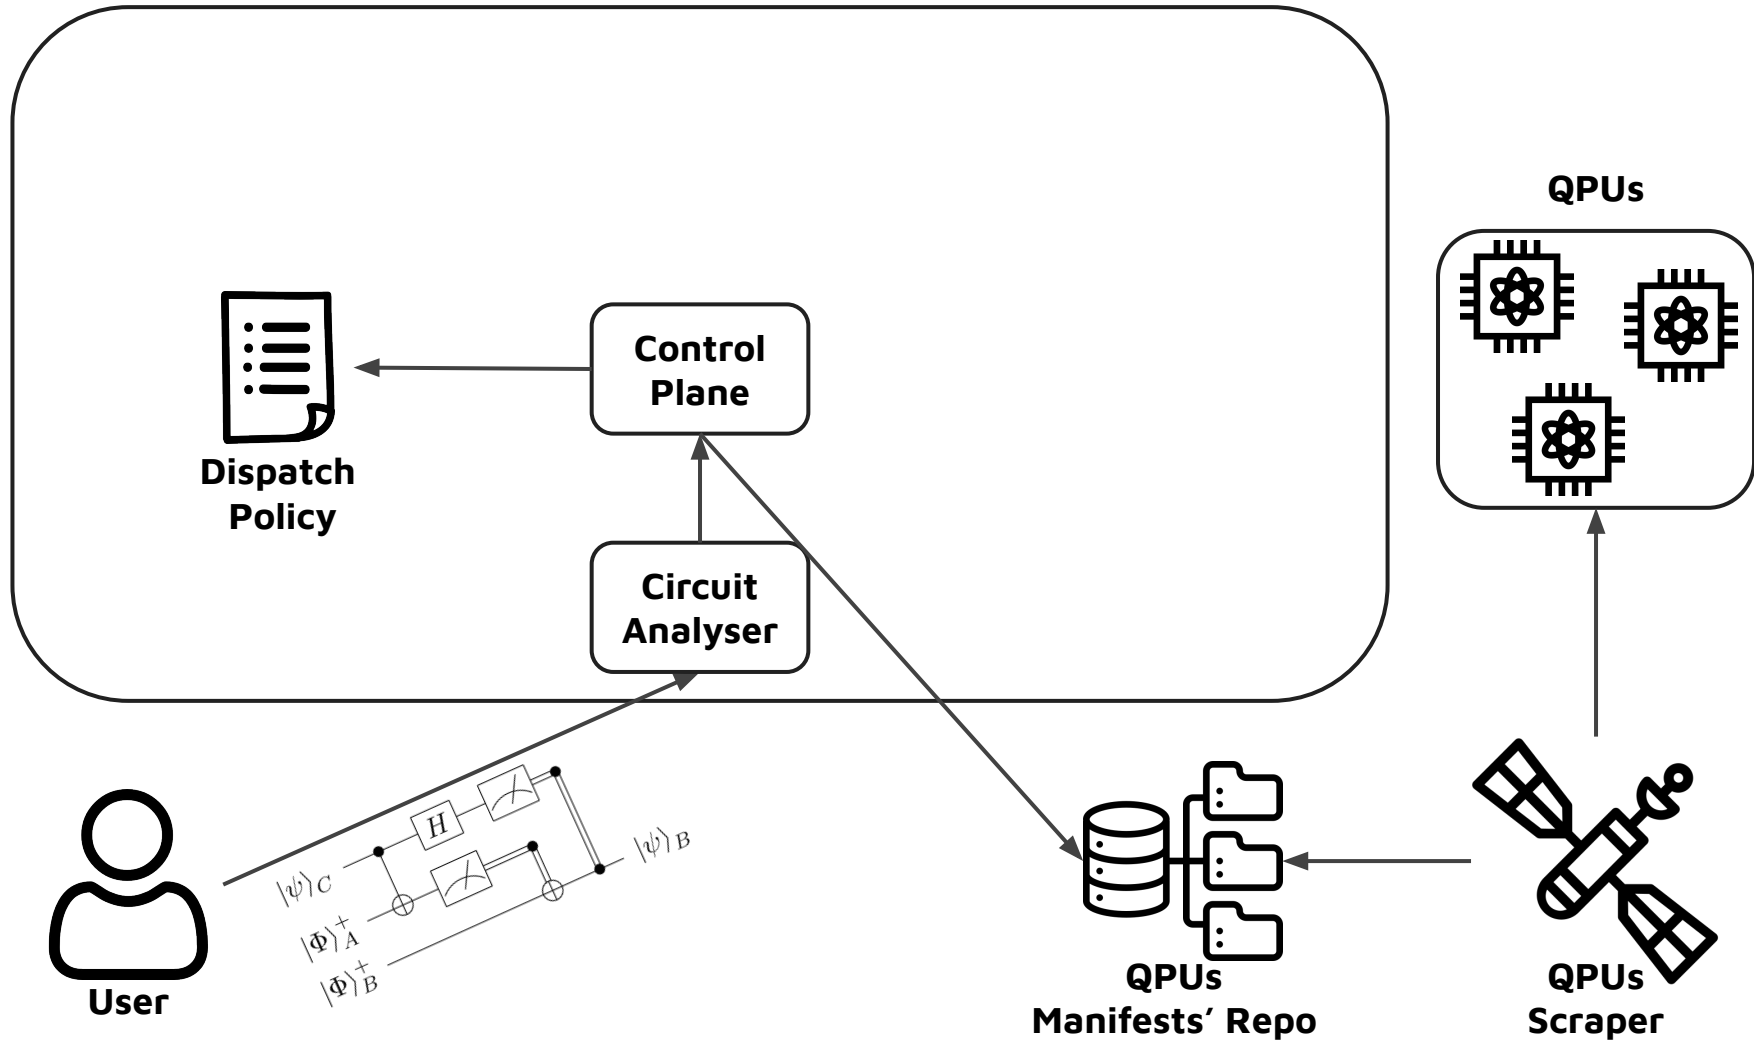 QPUs
Control
Plane
Dispatch
Policy
Circuit
Analyser
H
|ψ⟩B
|ψ⟩C
|Φ⟩+A
|Φ⟩+B
User
QPUs
Manifests’ Repo
QPUs
Scraper